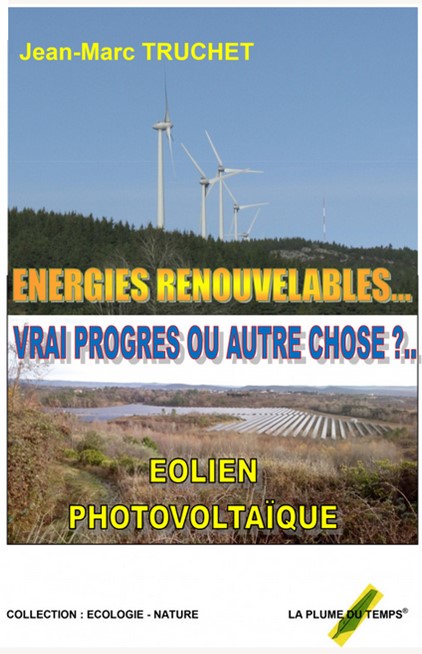 Jean-Marc TRUCHET
ENERGIES RENOUVELABLES...
VRAI PROGRES OU AUTRE CHOSE ?..
EOLIEN
PHOTOVOLTAÏQUE
COLLECTION : ECOLOGIE - NATURE
LA PLUME DU TEMPS®